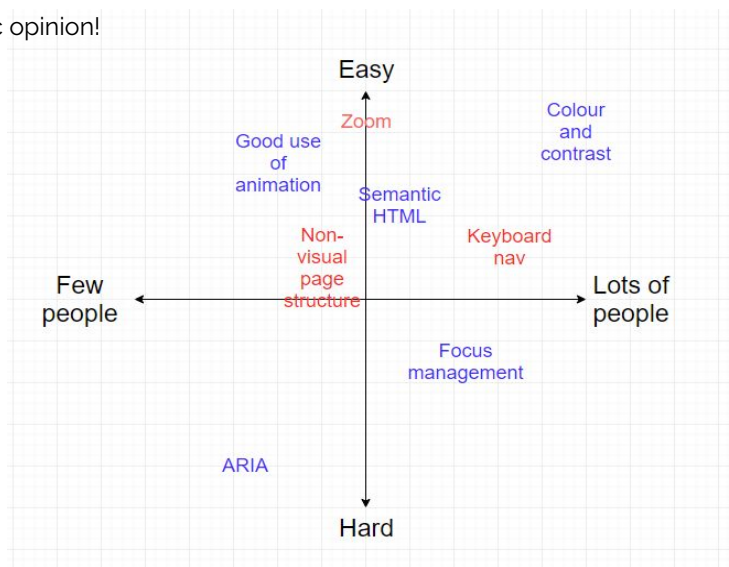 opinion!
Easy
Zoom
Colour
and
contrast
Good use
of
animation
Semantic
HTML
Non-
visual
page
structure
Keyboard
nav
Few
people
Lots of
people
Focus
management
ARIA
Hard